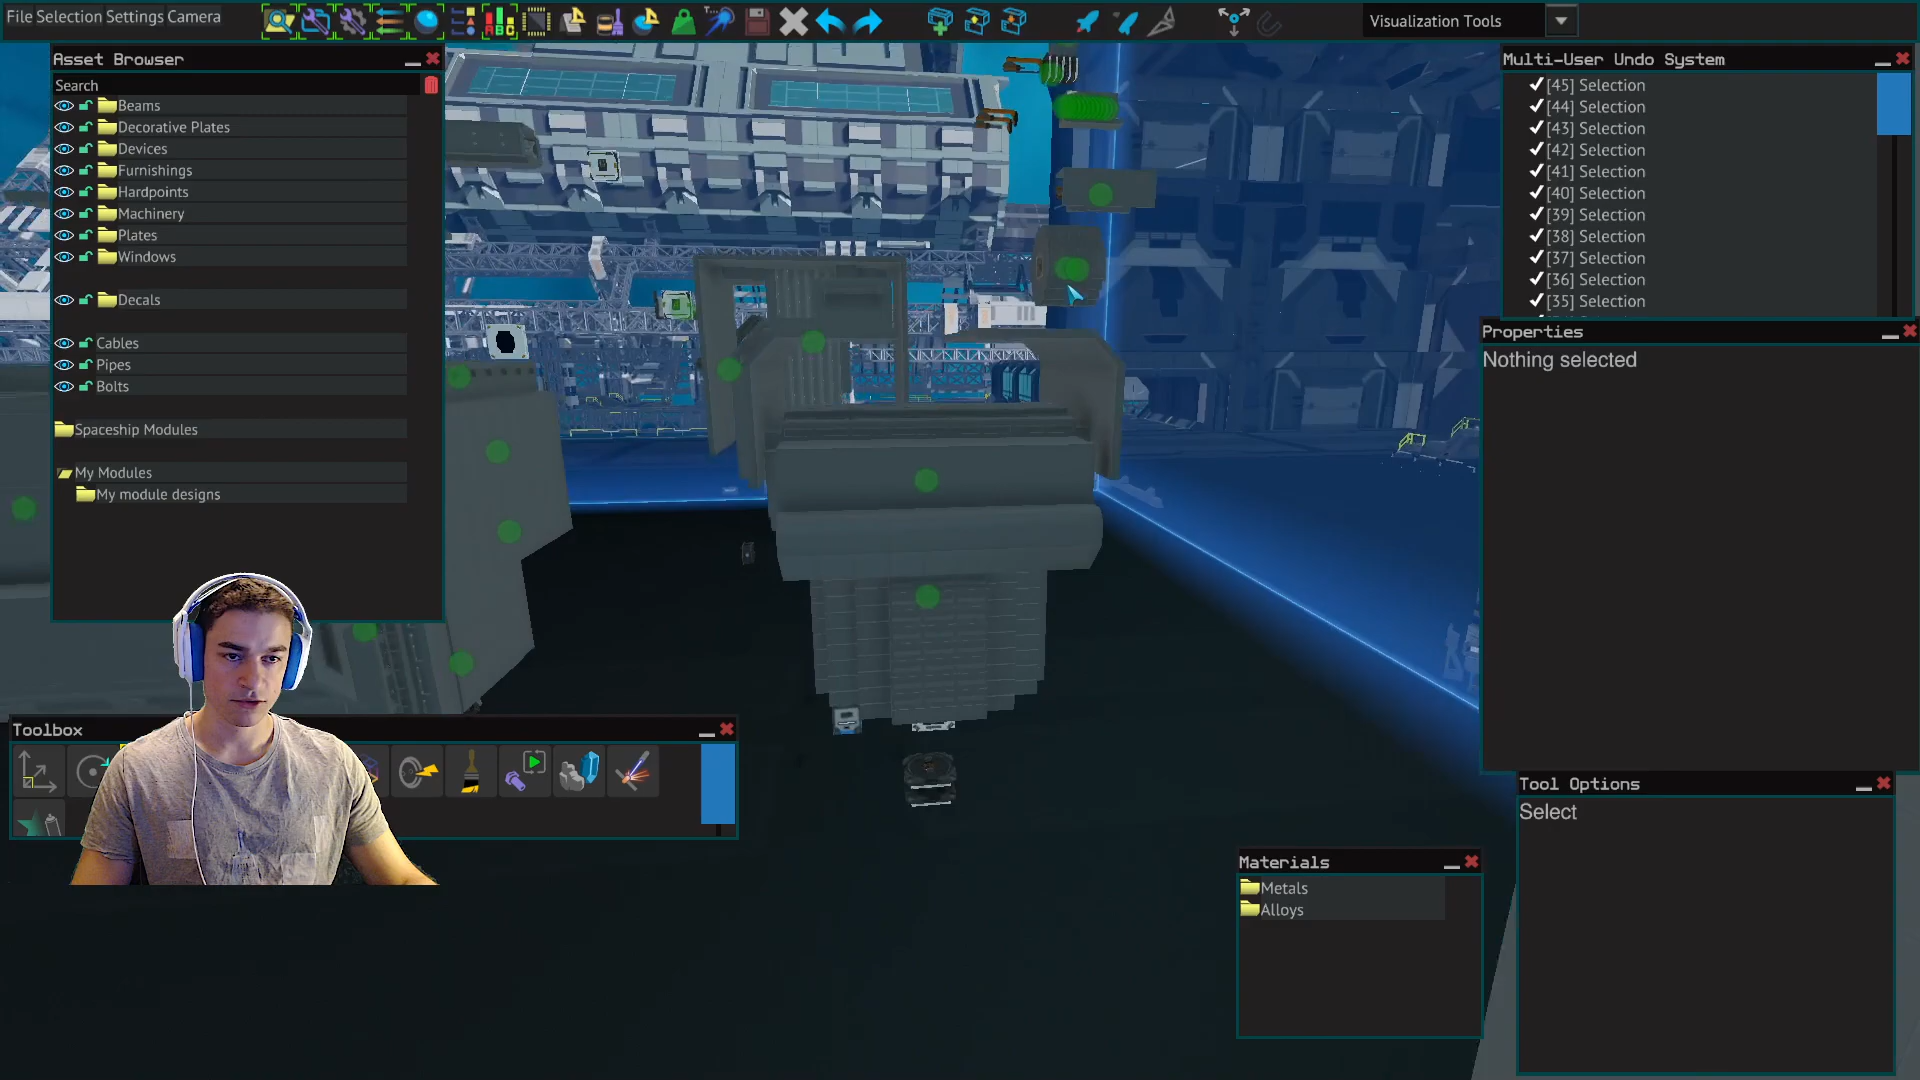 File Selection Settings Camera
Visualization Tools
Asset Browser
Search
Beams
Decorative Plates
Devices
Furnishings
Hardpoints
Machinery
Plates
Windows
Decals
Cables
Pipes
Bolts
Spaceship Modules
My Modules
My module designs
Multi-User Undo System
[45] Selection
[44] Selection
[43] Selection
[42] Selection
[41] Selection
[40] Selection
[39] Selection
[38] Selection
[37] Selection
[36] Selection
[35] Selection
Properties
Nothing selected
Toolbox
Tool Options
Select
Materials
Metals
Alloys